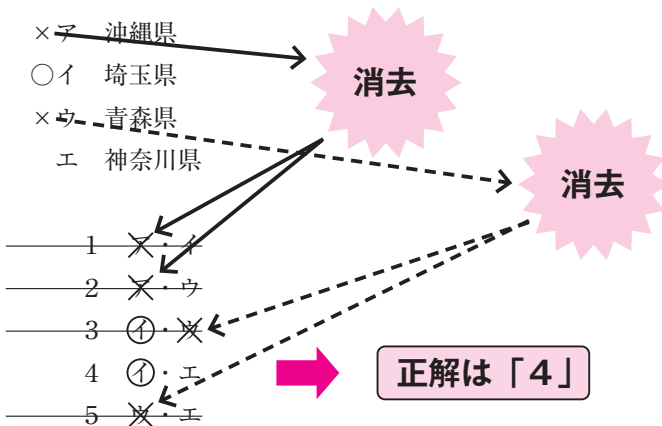 ×ア 沖縄県
○イ 埼玉県
×ウ 青森県
エ 神奈川県
消去
消去
1 ア・イ
2 ア・ウ
3 イ・ウ
4 イ・エ
5 ウ・エ
正解は「4」